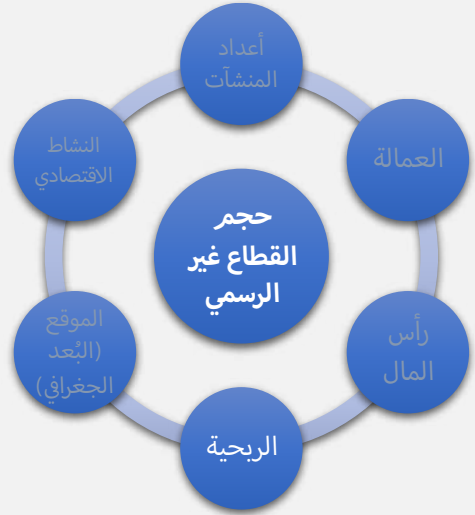 أعداد
المنشآت
العمالة
رأس
المال
الربحية
الموقع
(البُعد
الجغرافي)
النشاط
الاقتصادي
حجم
القطاع غير
الرسمي